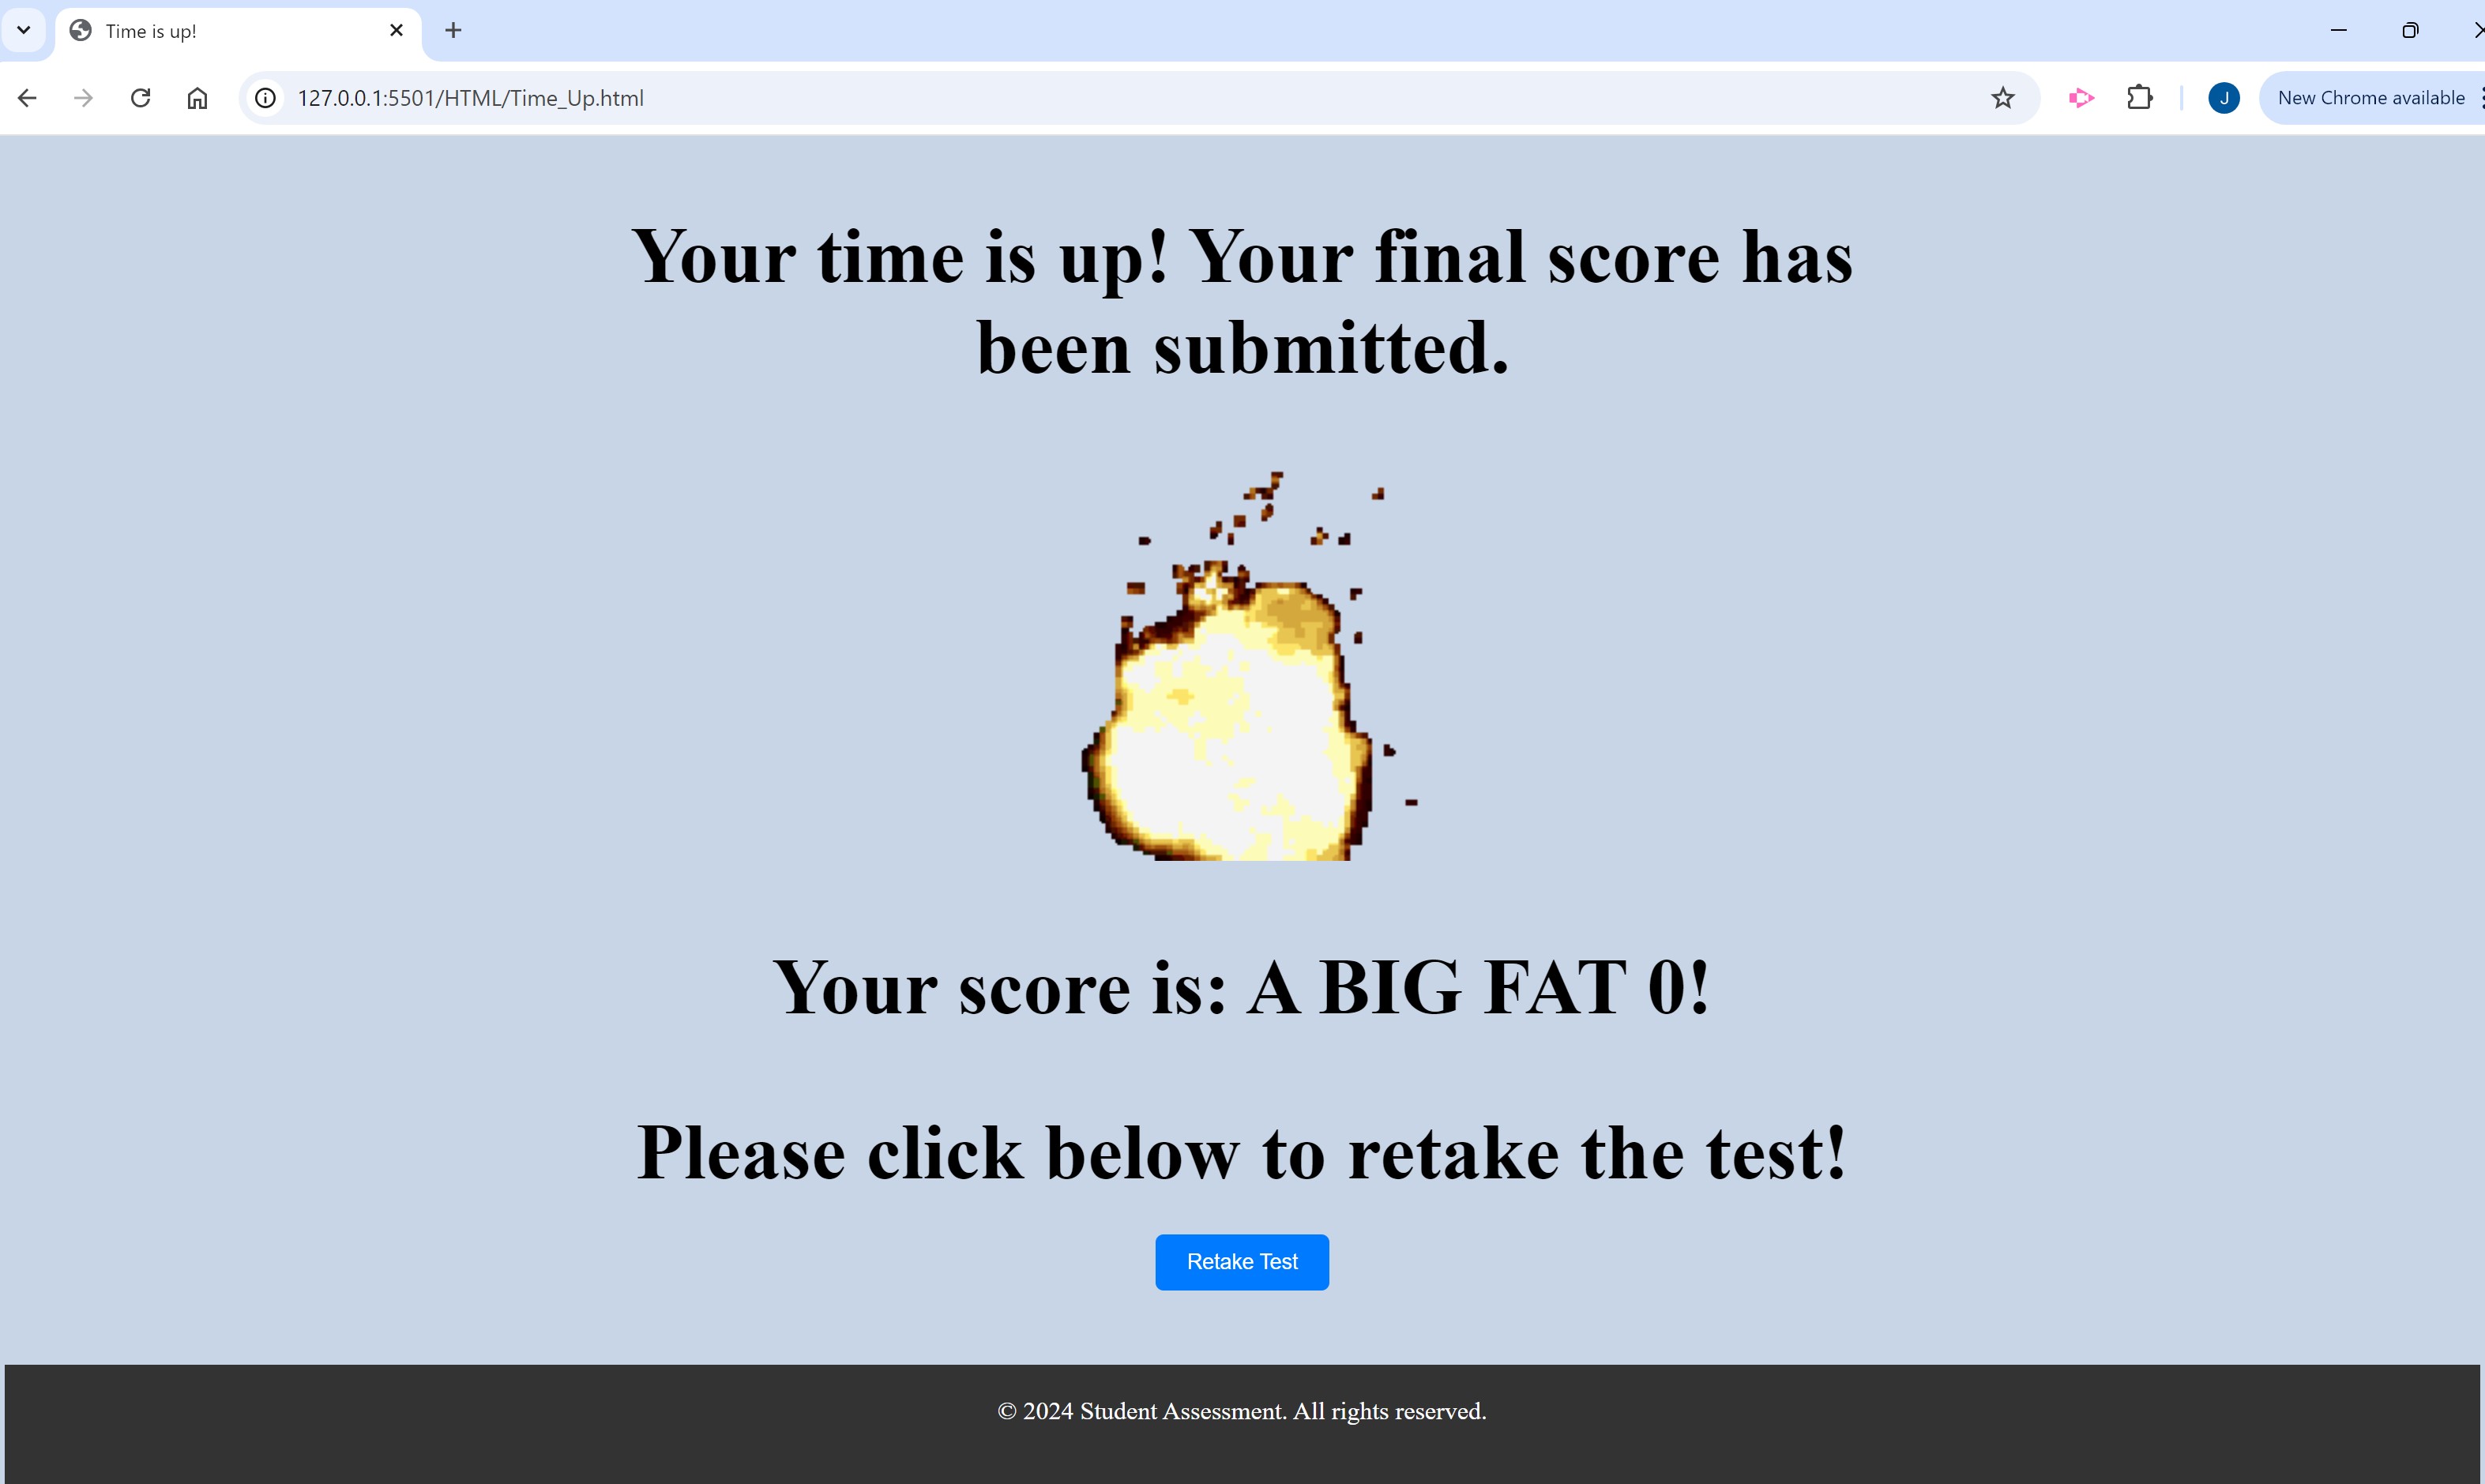 Time is up!
127.0.0.1:5501/HTML/Time_Up.html
J
New Chrome available
Your time is up! Your final score has
been submitted.
Your score is: A BIG FAT 0!
Please click below to retake the test!
Retake Test
© 2024 Student Assessment. All rights reserved.